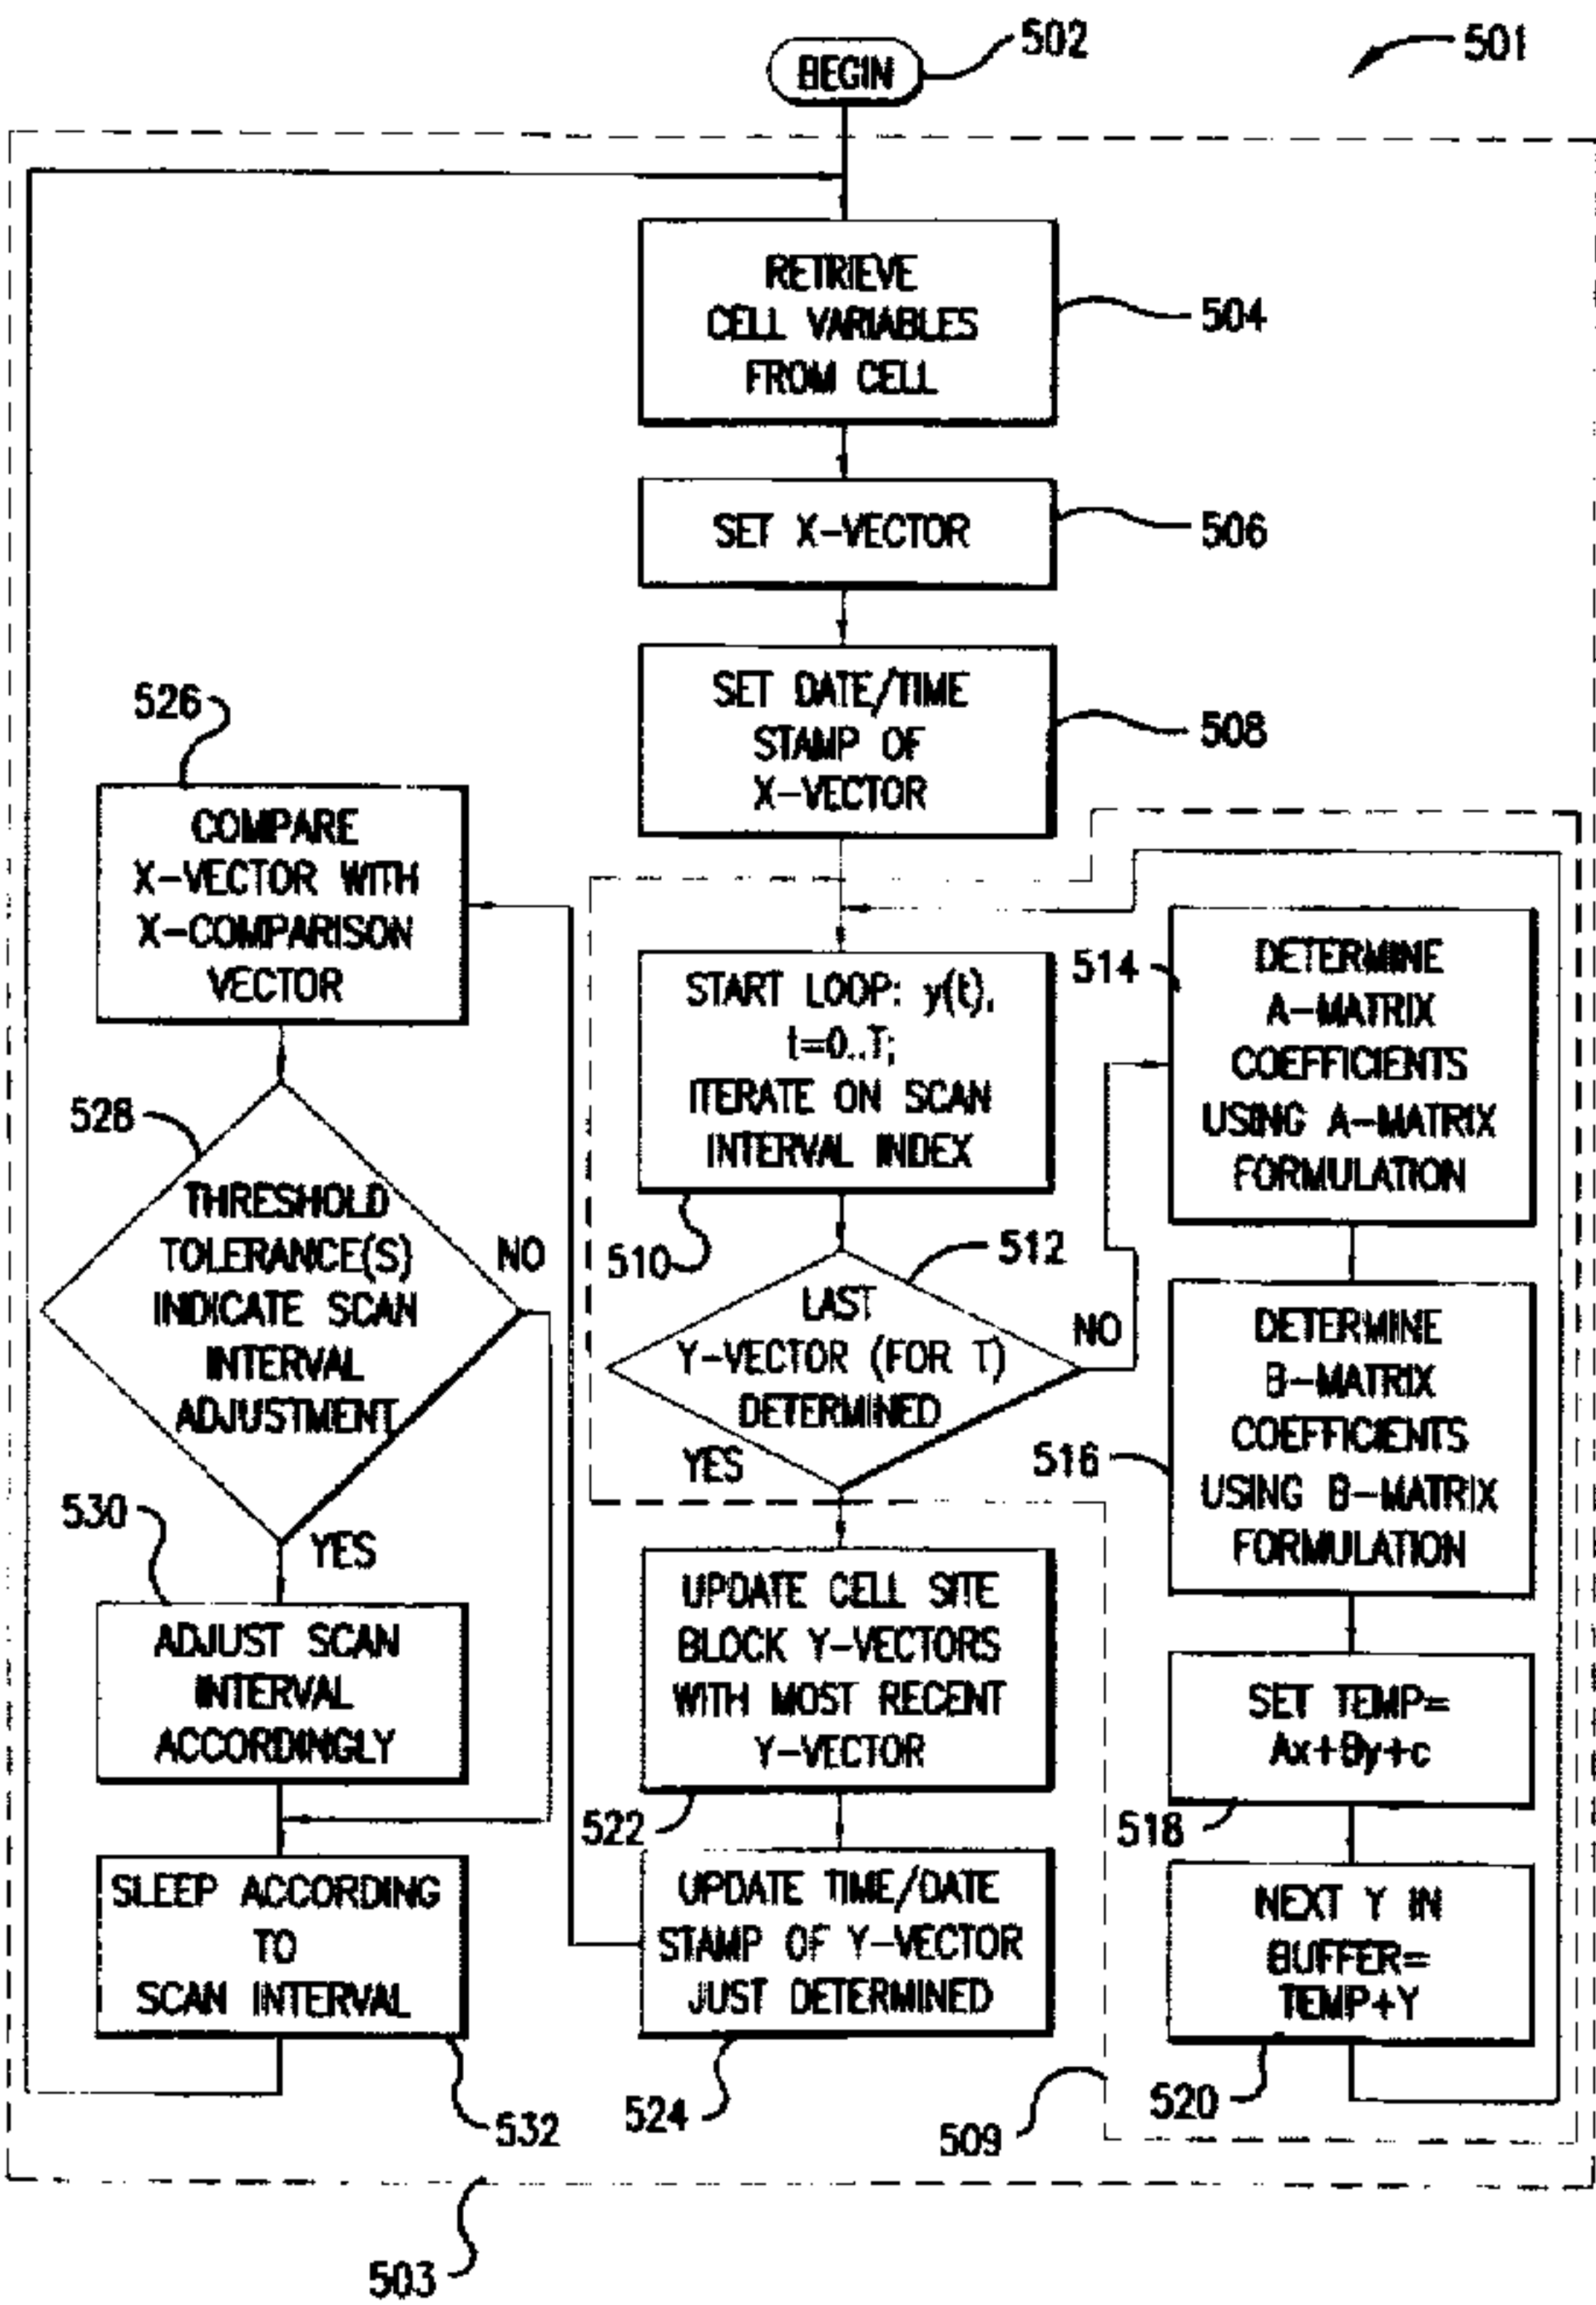 BEGIN
502
501
RETRIEVE
CELL VARIABLES
FROM CELL
504
SET X-VECTOR
506
SET DATE/TIME
STAMP OF
X-VECTOR
508
526
COMPARE
X-VECTOR WITH
X-COMPARISON
VECTOR
START LOOP: y(t),
t=0..T;
ITERATE ON SCAN
INTERVAL INDEX
510
514
DETERMINE
A-MATRIX
COEFFICIENTS
USING A-MATRIX
FORMULATION
528
THRESHOLD
TOLERANCE(S)
INDICATE SCAN
INTERVAL
ADJUSTMENT
NO
YES
512
LAST
Y-VECTOR (FOR T)
DETERMINED
NO
YES
516
DETERMINE
B-MATRIX
COEFFICIENTS
USING B-MATRIX
FORMULATION
530
ADJUST SCAN
INTERVAL
ACCORDINGLY
UPDATE CELL SITE
BLOCK Y-VECTORS
WITH MOST RECENT
Y-VECTOR
522
SET TEMP=
Ax+By+c
518
SLEEP ACCORDING
TO
SCAN INTERVAL
532
UPDATE TIME/DATE
STAMP OF Y-VECTOR
JUST DETERMINED
524
NEXT Y IN
BUFFER=
TEMP+Y
520
509
503